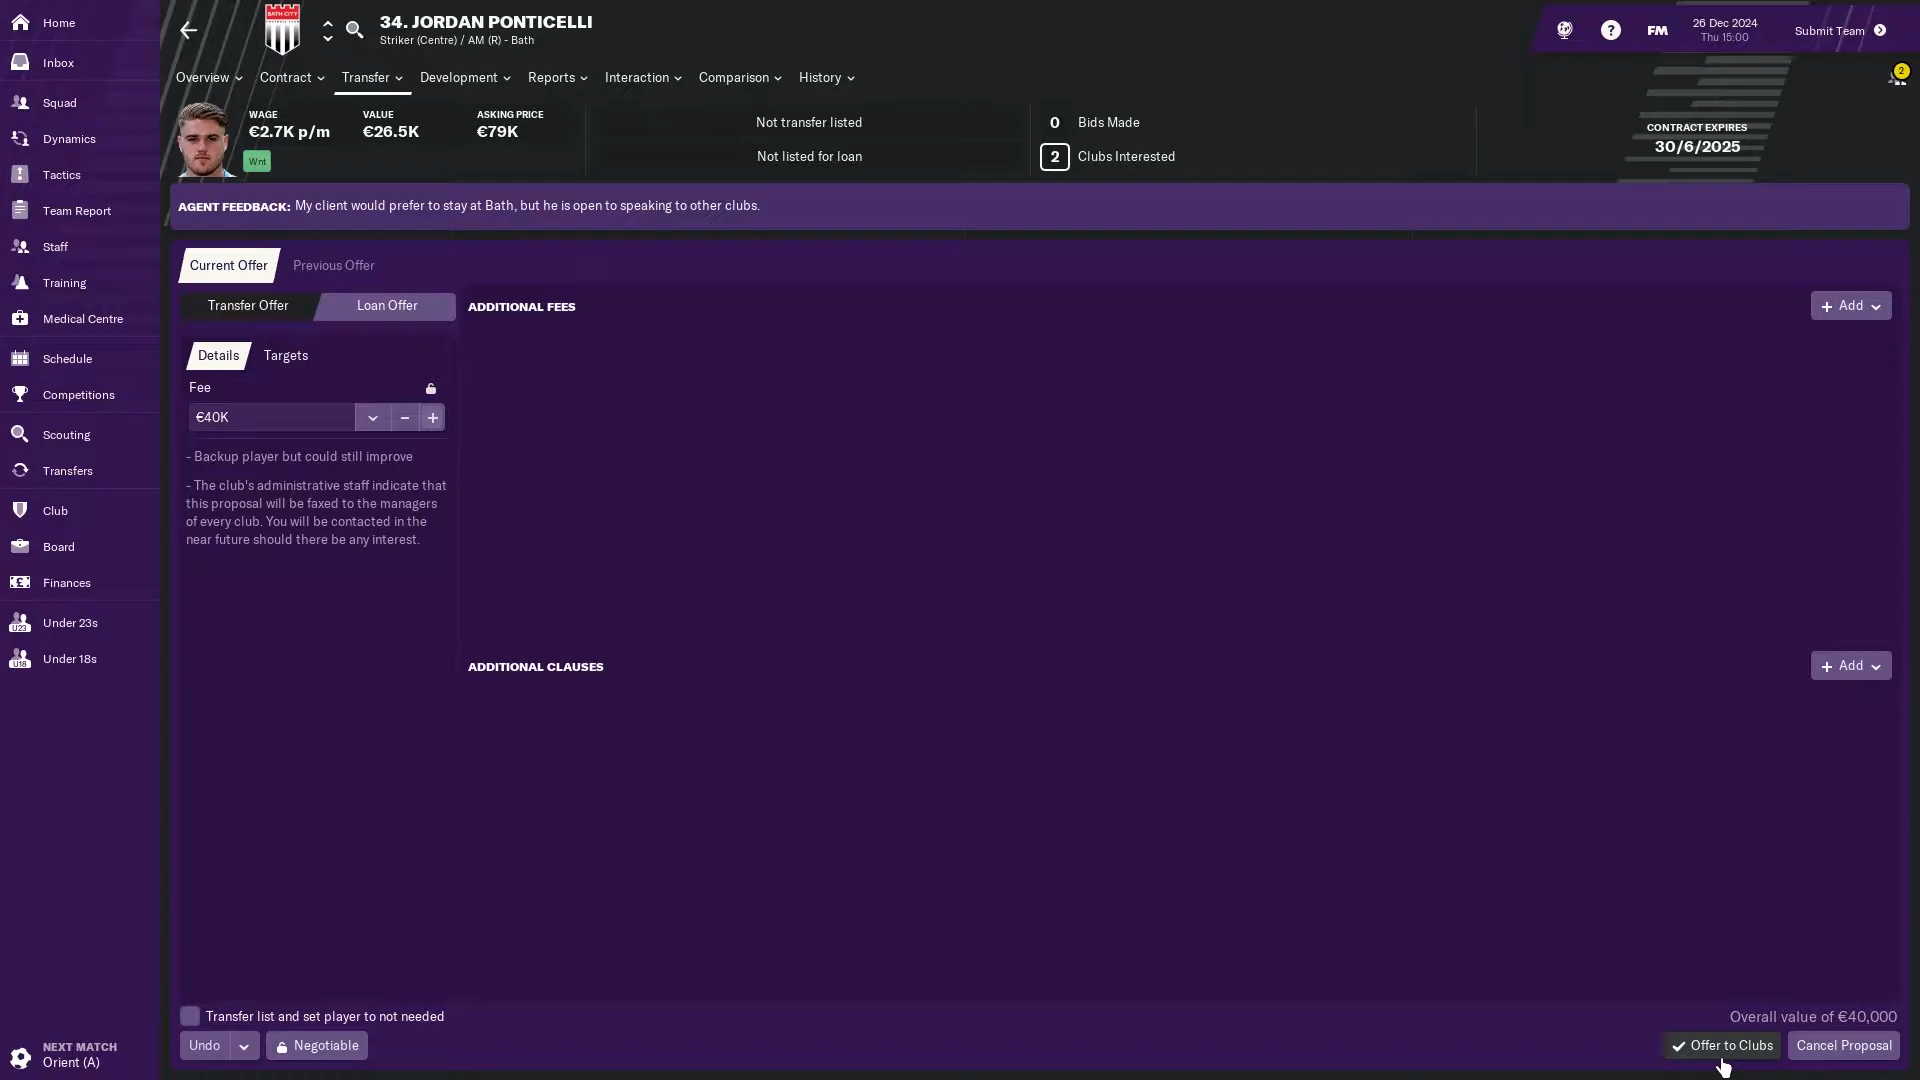 Home
Inbox
Squad
Dynamics
Tactics
Team Report
Staff
Training
Medical Centre
Schedule
Competitions
Scouting
Transfers
Club
Board
Finances
U23 Under 23s
U18 Under 18s
NEXT MATCH
Orient (A)
BATH CITY
34. JORDAN PONTICELLI
Striker (Centre) / AM (R) - Bath
FM
26 Dec 2024
Thu 15:00
Submit Team
2
Overview Contract Transfer Development Reports Interaction Comparison History
WAGE
€2.7K p/m
Wnt
VALUE
€26.5K
ASKING PRICE
€79K
Not transfer listed
Not listed for loan
0 Bids Made
2 Clubs Interested
CONTRACT EXPIRES
30/6/2025
AGENT FEEDBACK: My client would prefer to stay at Bath, but he is open to speaking to other clubs.
Current Offer Previous Offer
Transfer Offer Loan Offer
Details Targets
Fee
€40K
- Backup player but could still improve
- The club's administrative staff indicate that
this proposal will be faxed to the managers
of every club. You will be contacted in the
near future should there be any interest.
ADDITIONAL FEES
+ Add
ADDITIONAL CLAUSES
+ Add
Transfer list and set player to not needed
Overall value of €40,000
Undo Negotiable
Offer to Clubs Cancel Proposal